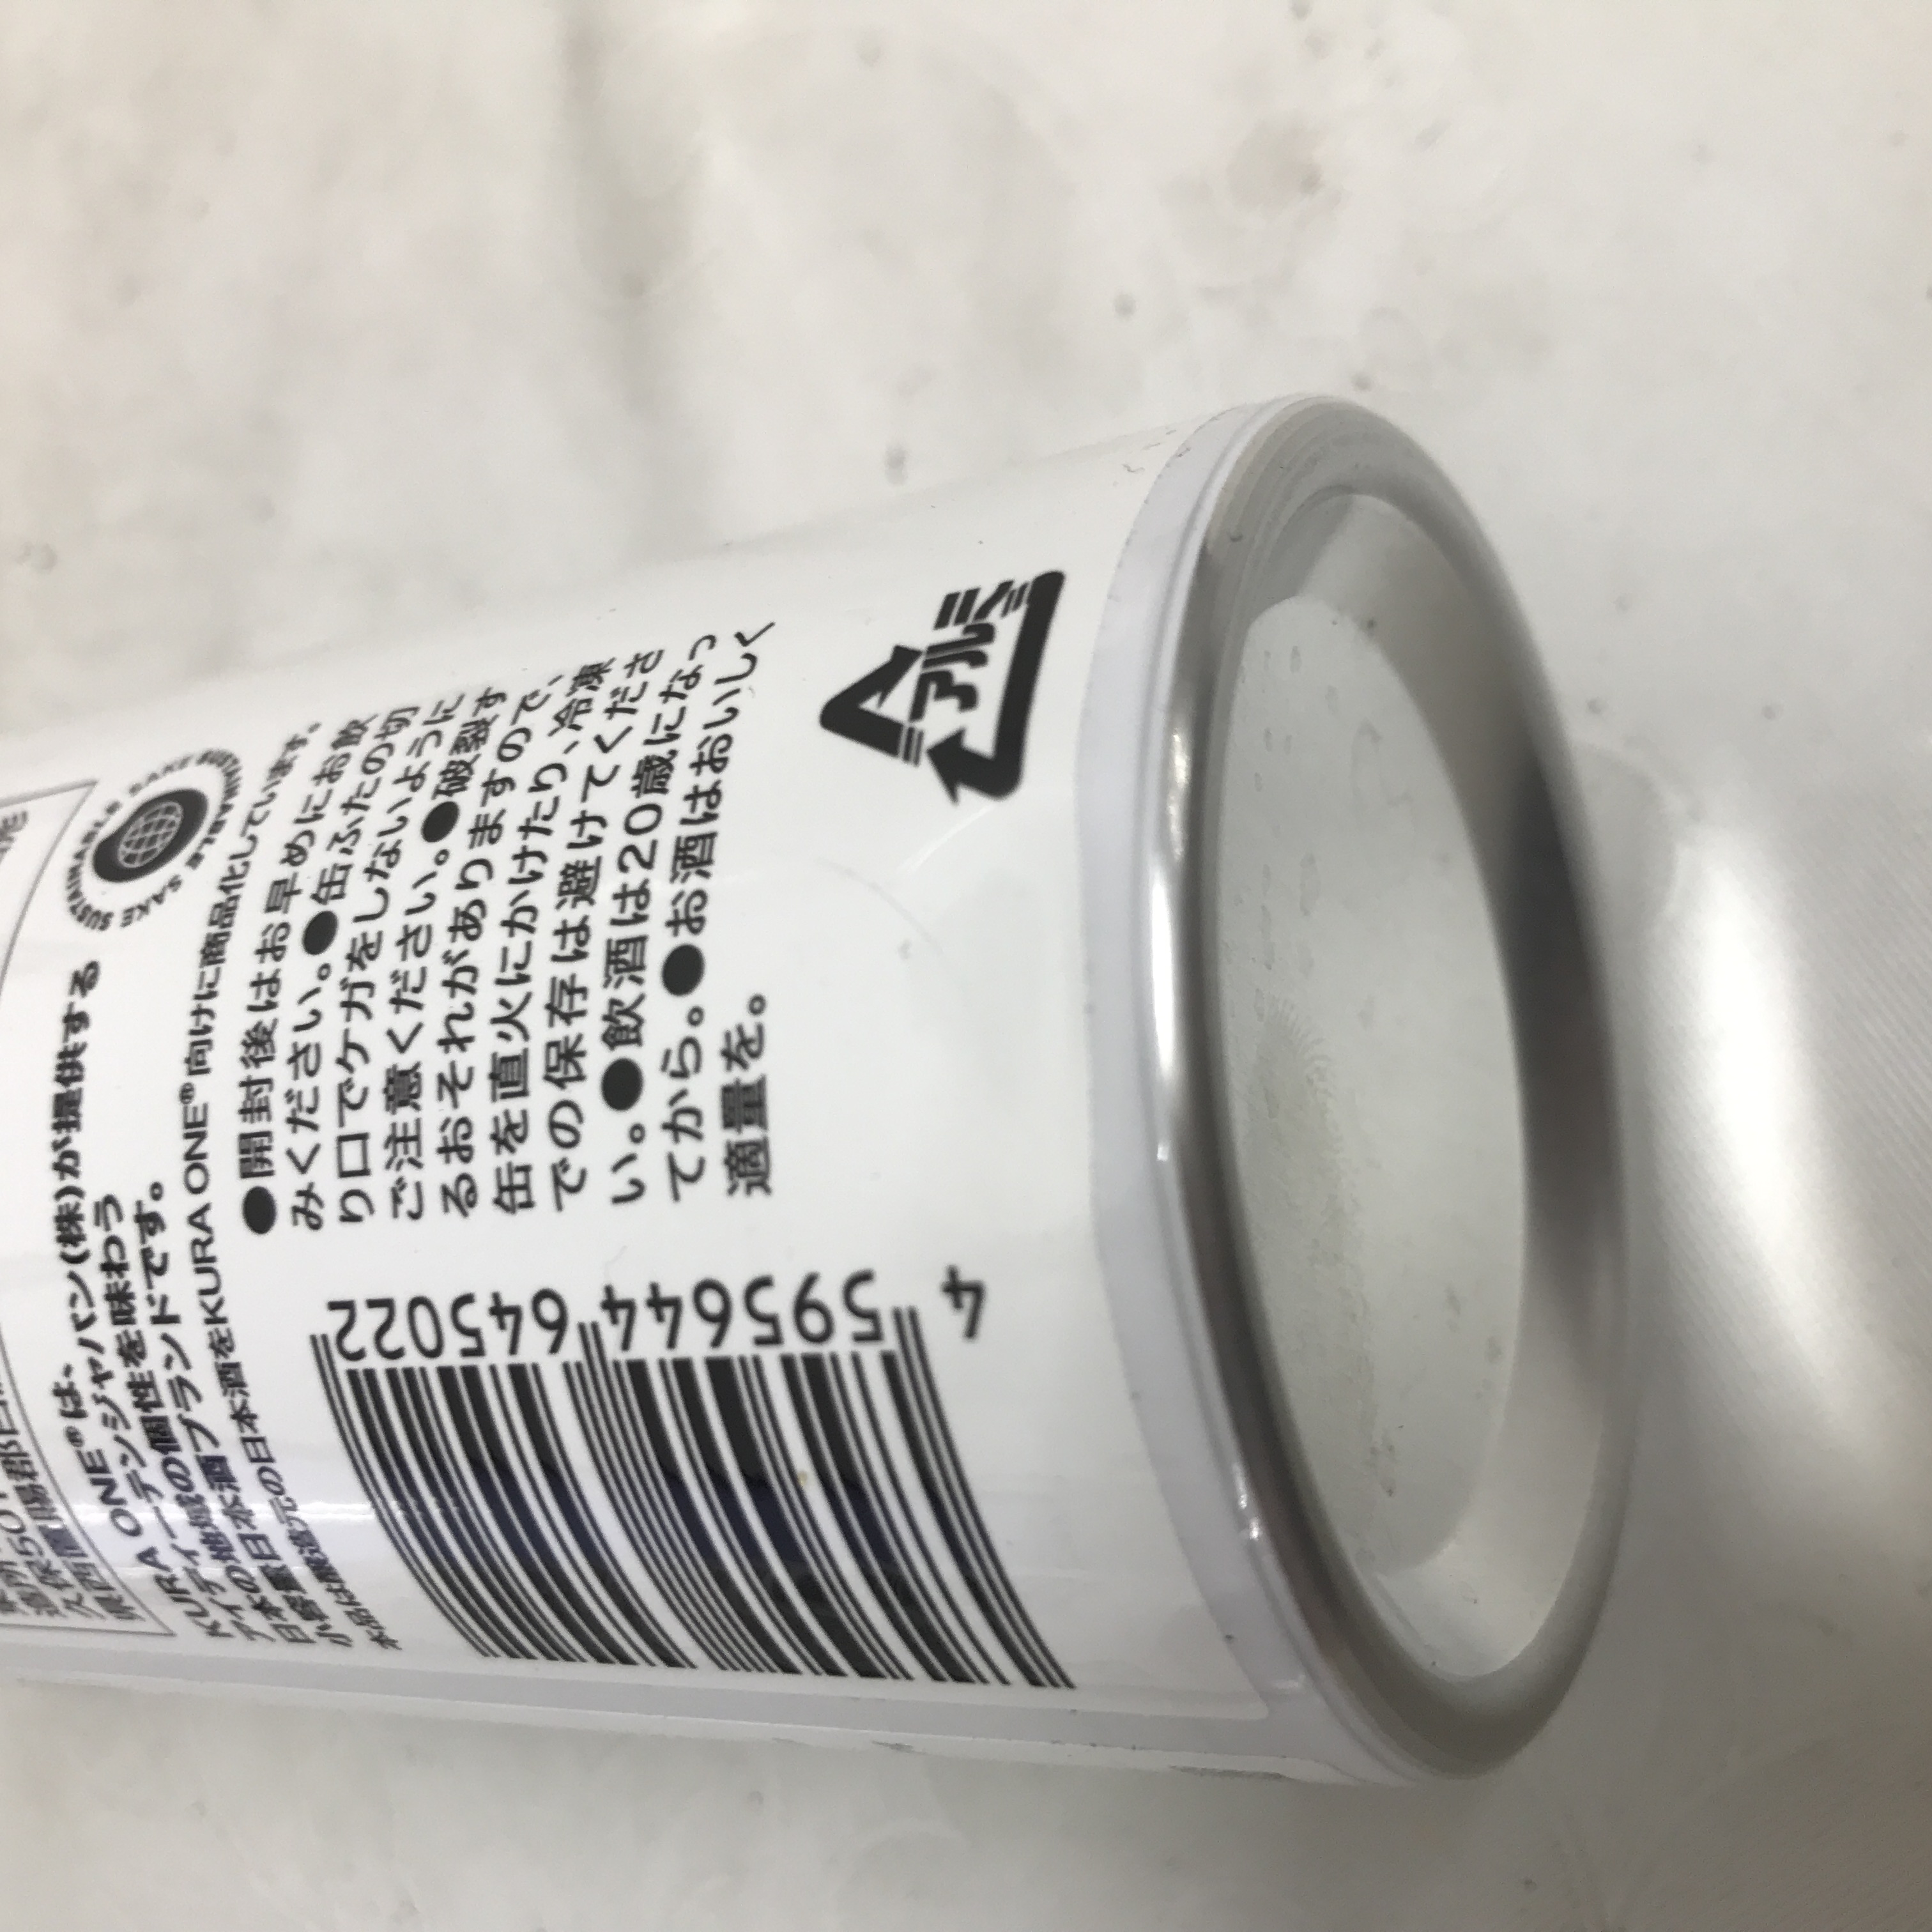 造所
久保501
県西置賜郡白
KURA ONE®は、
アイディーテンジャパン(株)が提供する
日本の地域の個性を味わう
小容量日本酒ブランドです。
本品は醸造元の日本酒をKURA ONE®向けに商品化しています。
SUSTAINABLE SAKE SUSTAINABLE SAKE
●開封後はお早めにお飲
みください。●缶ふたの切
り口でケガをしないように
ご注意ください。●破裂す
るおそれがありますので、
缶を直火にかけたり、冷凍
での保存は避けてくださ
い。●飲酒は20歳になっ
てから。●お酒はおいしく
適量を。
4 595644 645022
アルミ